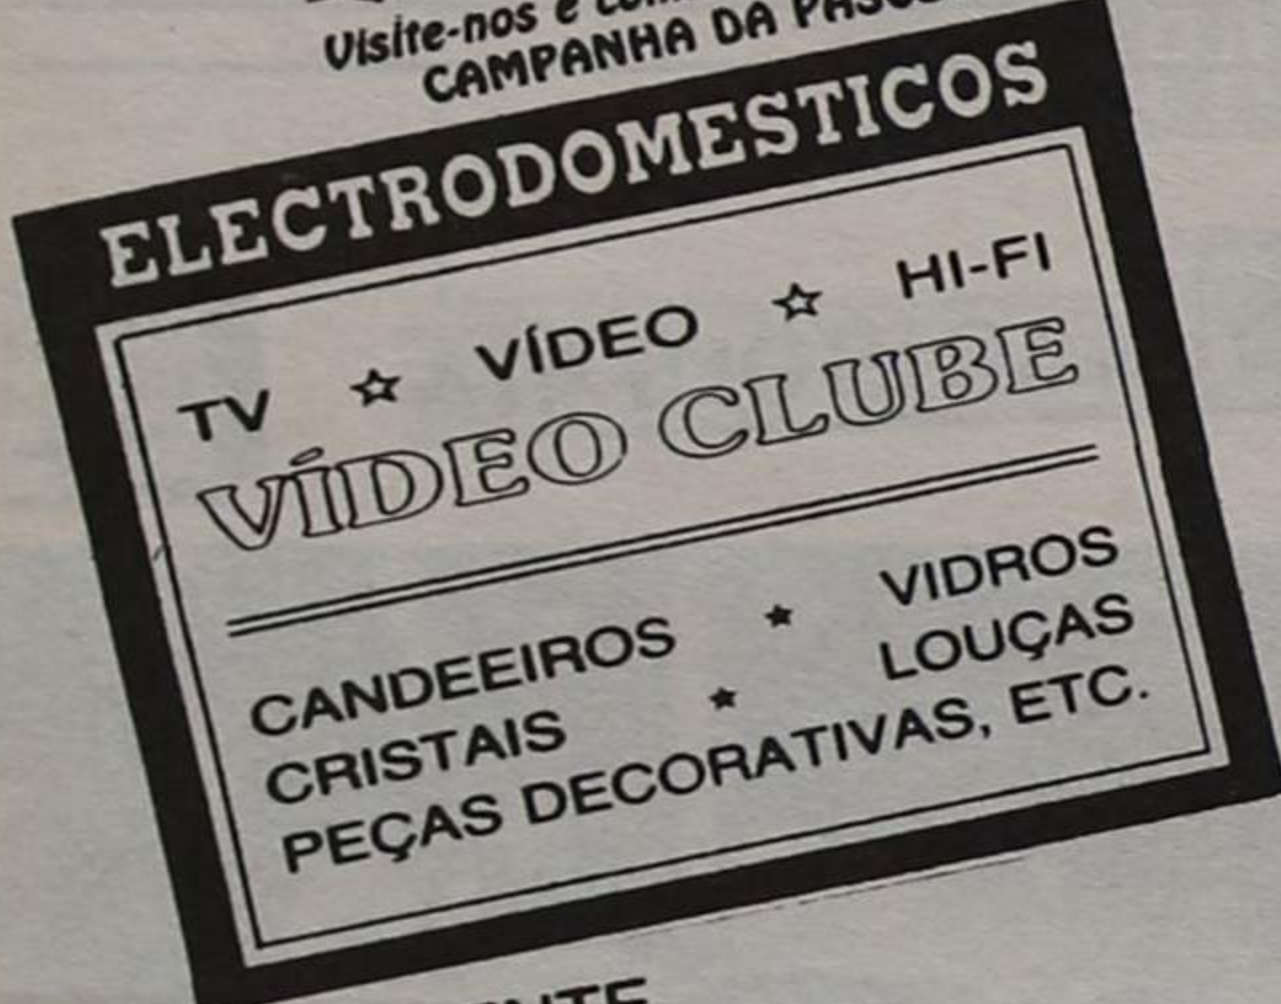 Visite-nos e
CAMPANHA DA
ELECTRODOMESTICOS
TV ☆ VÍDEO ☆ HI-FI
VÍDEO CLUBE
CANDEEIROS ★ VIDROS
CRISTAIS ★ LOUÇAS
PEÇAS DECORATIVAS, ETC.